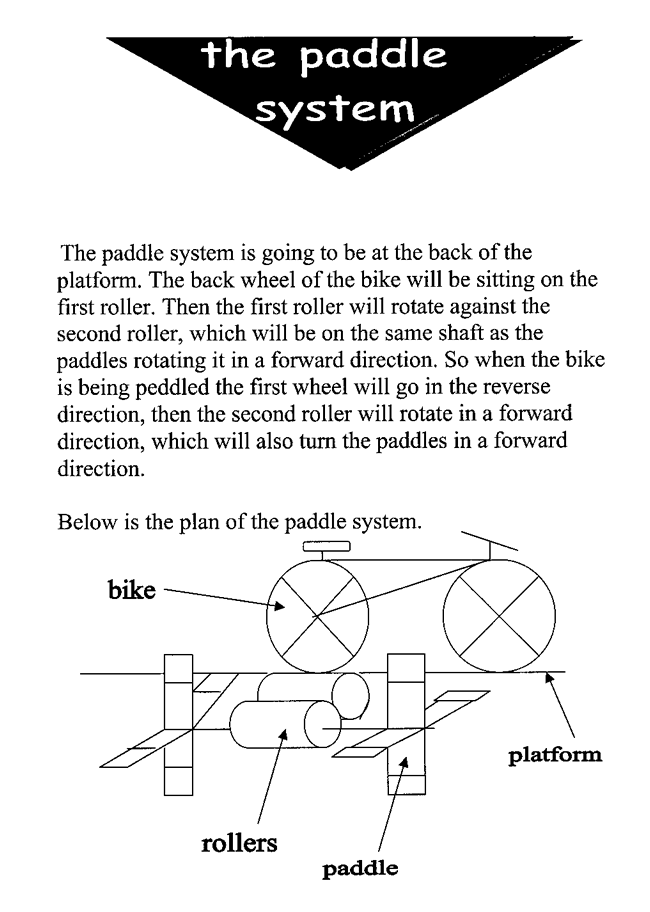 the paddle
system
The paddle system is going to be at the back of the
platform. The back wheel of the bike will be sitting on the
first roller. Then the first roller will rotate against the
second roller, which will be on the same shaft as the
paddles rotating it in a forward direction. So when the bike
is being peddled the first wheel will go in the reverse
direction, then the second roller will rotate in a forward
direction, which will also turn the paddles in a forward
direction.
Below is the plan of the paddle system.
bike
platform
rollers
paddle